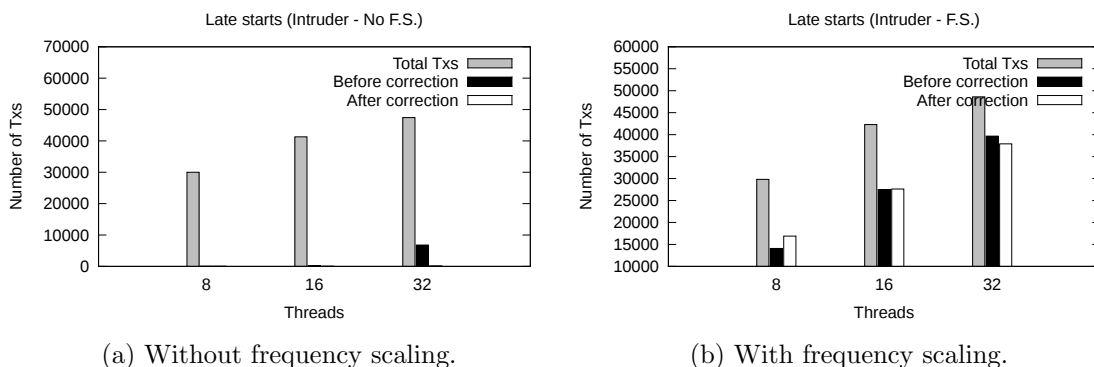 Late starts (Intruder - No F.S.)
70000
60000
50000
40000
30000
20000
10000
0
Number of Txs
Total Txs
Before correction
After correction
8 16 32
Threads
(a) Without frequency scaling.
Late starts (Intruder - F.S.)
60000
55000
50000
45000
40000
35000
30000
25000
20000
15000
10000
Number of Txs
Total Txs
Before correction
After correction
8 16 32
Threads
(b) With frequency scaling.